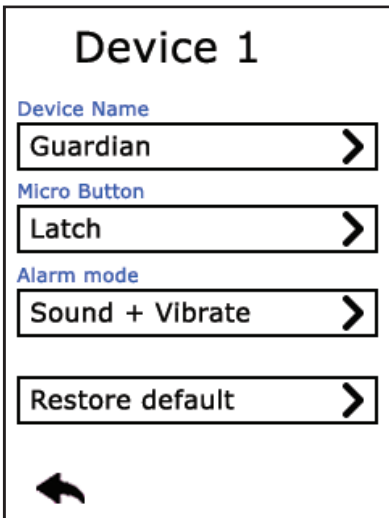 Device 1
Device Name
Guardian
Micro Button
Latch
Alarm mode
Sound + Vibrate
Restore default